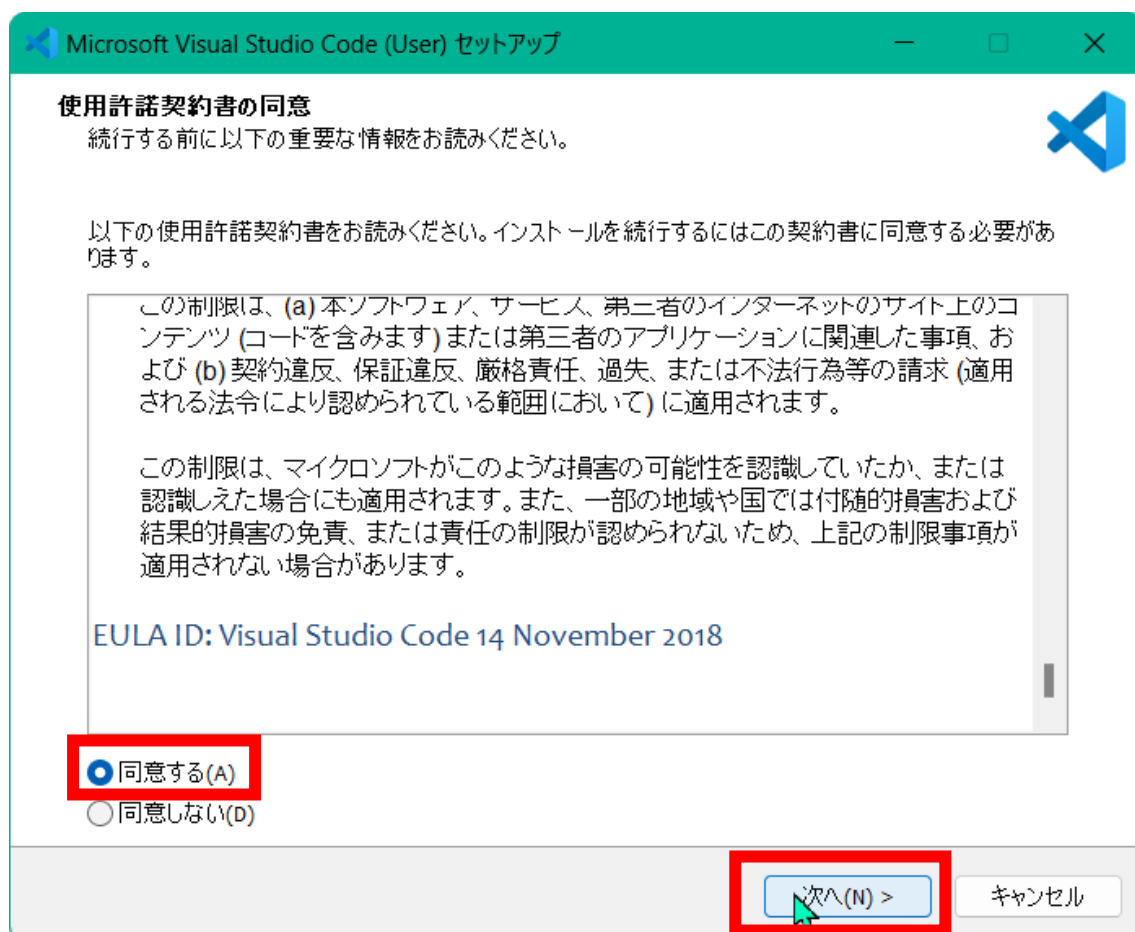 Microsoft Visual Studio Code (User) セットアップ
使用許諾契約書の同意
続行する前に以下の重要な情報をお読みください。
以下の使用許諾契約書をお読みください。インストールを続行するにはこの契約書に同意する必要があ
ります。
この制限は、(a) 本ソフトウェア、サービス、第三者のインターネットのサイト上のコ
ンテンツ (コードを含みます) または第三者のアプリケーションに関連した事項、お
よび (b) 契約違反、保証違反、厳格責任、過失、または不法行為等の請求 (適用
される法令により認められている範囲において) に適用されます。
この制限は、マイクロソフトがこのような損害の可能性を認識していたか、または
認識しえた場合にも適用されます。また、一部の地域や国では付随的損害および
結果的損害の免責、または責任の制限が認められないため、上記の制限事項が
適用されない場合があります。
EULA ID: Visual Studio Code 14 November 2018
同意する(A)
同意しない(D)
次へ(N) >
キャンセル